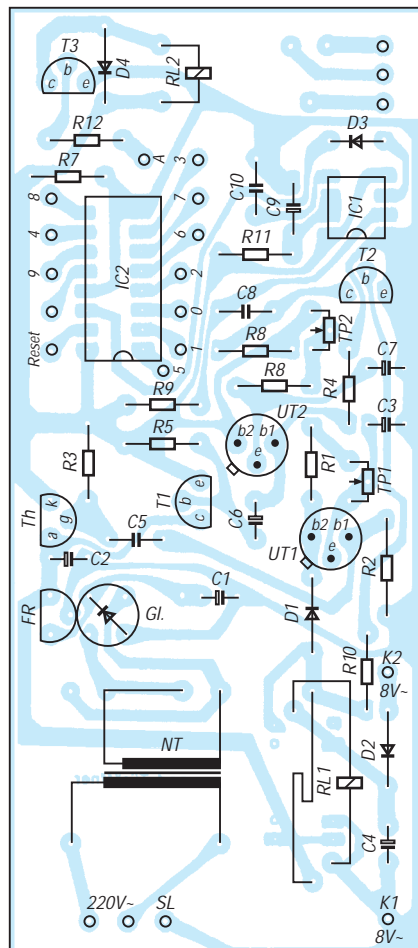 T3
b
c e
D4
RL2
R12
R7
A
3
8
7
4
6
9
2
0
Reset
1
5
IC2
C10
C9
D3
IC1
R11
T2
b
c e
C8
TP2
R8
R8
C7
R4
C3
R9
R5
UT2
b2 b1
e
R3
T1
e
b
c
R1
TP1
Th
k
g
a
C5
C6
C2
UT1
b2 b1
e
R2
FR
Gl.
C1
D1
R10
K2
8V~
NT
RL1
D2
C4
220V~ SL
K1
8V~